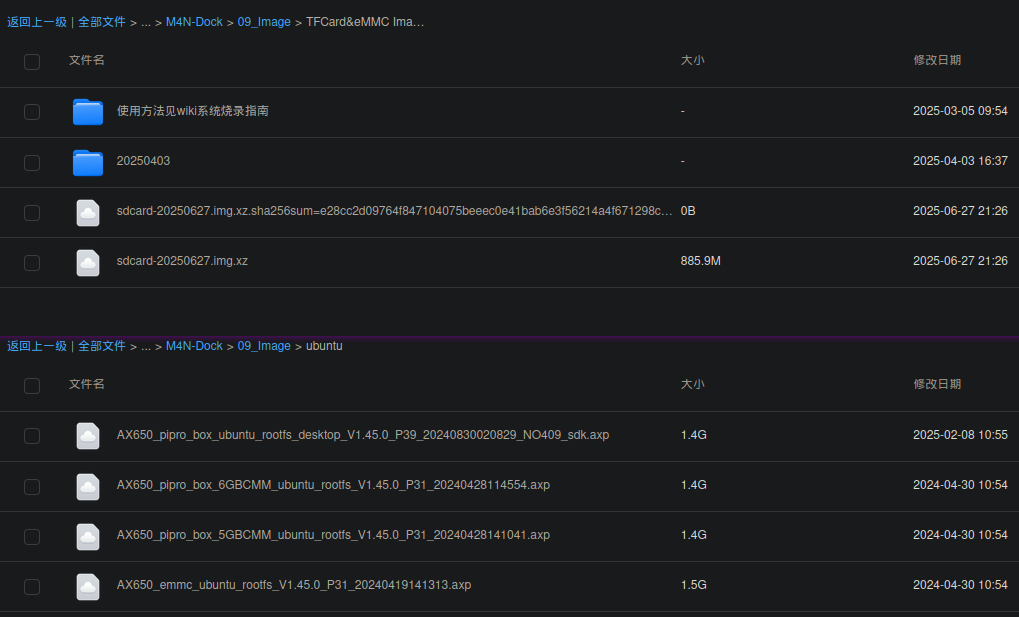 返回上一级 | 全部文件 > ... > M4N-Dock > 09_Image > TFCard&eMMC Ima…
文件名 大小 修改日期
使用方法见wiki系统烧录指南 - 2025-03-05 09:54
20250403 - 2025-04-03 16:37
sdcard-20250627.img.xz.sha256sum=e28cc2d09764f847104075beeec0e41bab6e3f56214a4f671298c… 0B 2025-06-27 21:26
sdcard-20250627.img.xz 885.9M 2025-06-27 21:26
返回上一级 | 全部文件 > ... > M4N-Dock > 09_Image > ubuntu
文件名 大小 修改日期
AX650_pipro_box_ubuntu_rootfs_desktop_V1.45.0_P39_20240830020829_NO409_sdk.axp 1.4G 2025-02-08 10:55
AX650_pipro_box_6GBCMM_ubuntu_rootfs_V1.45.0_P31_20240428114554.axp 1.4G 2024-04-30 10:54
AX650_pipro_box_5GBCMM_ubuntu_rootfs_V1.45.0_P31_20240428141041.axp 1.4G 2024-04-30 10:54
AX650_emmc_ubuntu_rootfs_V1.45.0_P31_20240419141313.axp 1.5G 2024-04-30 10:54